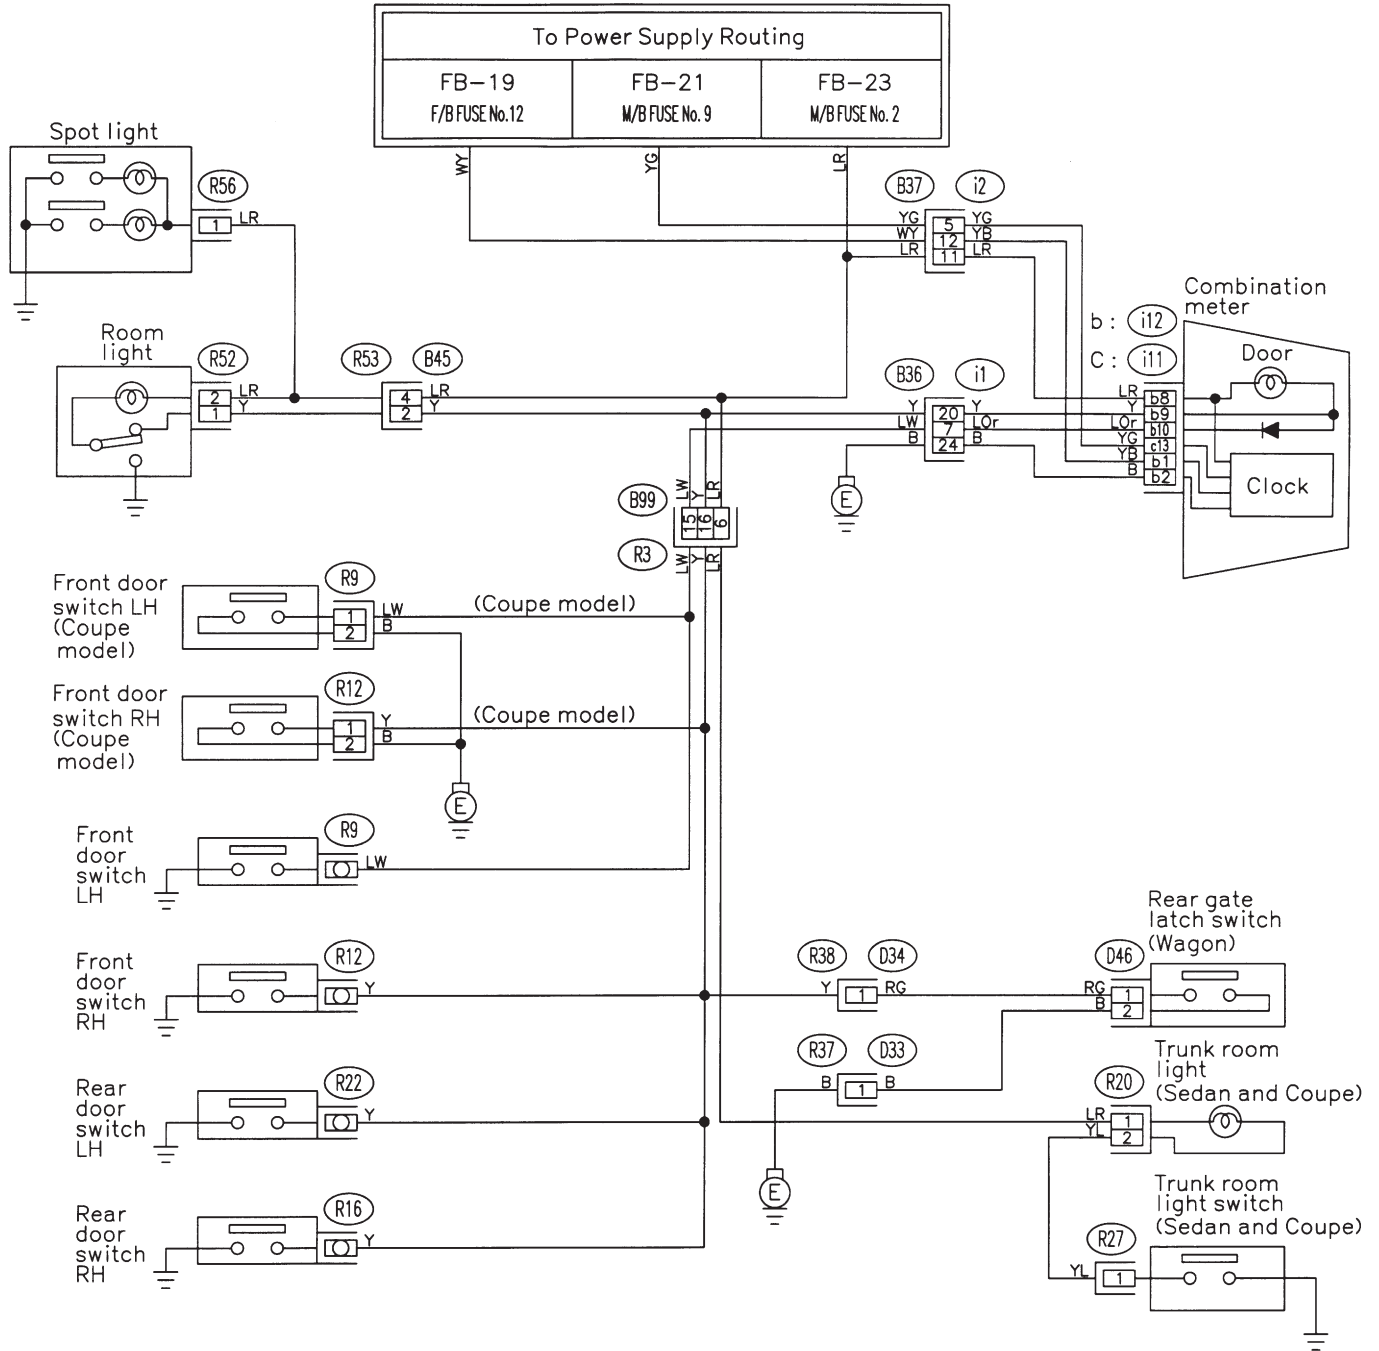 To Power Supply Routing
FB-19
F/B FUSE No.12
FB-21
M/B FUSE No. 9
FB-23
M/B FUSE No. 2
WY
YG
LR
Spot light
R56
1
LR
B37
i2
YG
5
YG
WY
12
YB
LR
11
LR
Room
light
R52
2
LR
1
Y
R53
B45
4
LR
2
Y
B36
i1
Y
20
Y
LW
7
LOr
B
24
B
E
Combination
meter
b :
i12
C :
i11
Door
LR
b8
Y
b9
LOr
b10
YG
c13
YB
b1
B
b2
Clock
B99
LW
Y
LR
15
16
6
R3
LW
Y
LR
Front door
switch LH
(Coupe
model)
R9
1
LW
2
B
(Coupe model)
Front door
switch RH
(Coupe
model)
R12
1
Y
2
B
(Coupe model)
E
Front
door
switch
LH
R9
LW
Front
door
switch
RH
R12
Y
R38
D34
Y
1
RG
Rear gate
latch switch
(Wagon)
D46
RG
1
B
2
R37
D33
B
1
B
E
Rear
door
switch
LH
R22
Y
Trunk room
light
(Sedan and Coupe)
R20
LR
1
YL
2
Rear
door
switch
RH
R16
Y
Trunk room
light switch
(Sedan and Coupe)
R27
YL
1